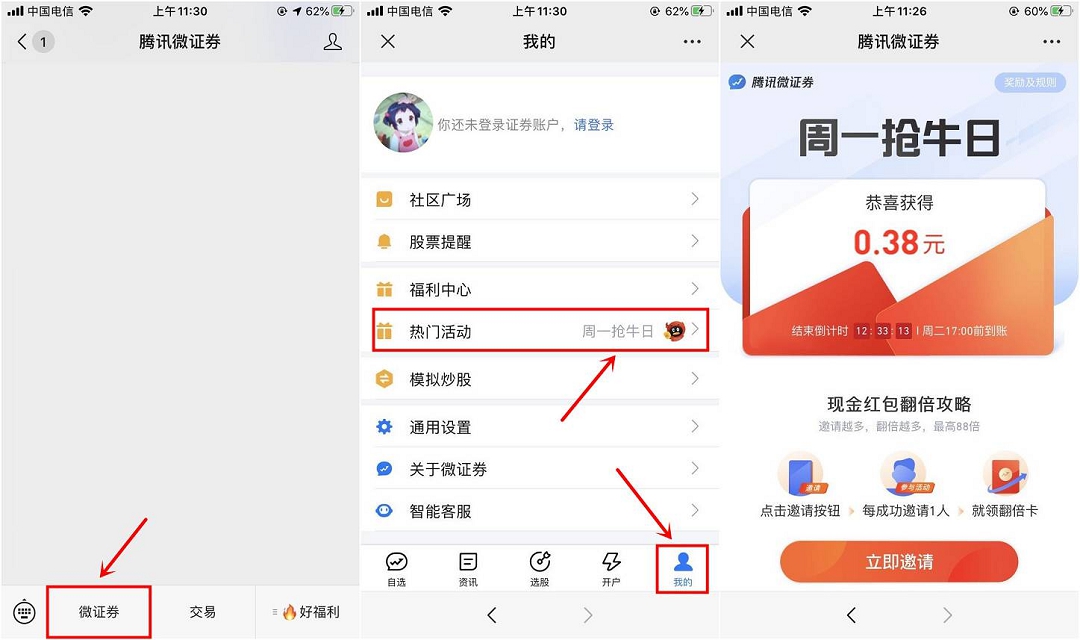 中国电信
上午11:30
62%
1
腾讯微证券
微证券
交易
好福利
中国电信
上午11:30
62%
我的
你还未登录证券账户，请登录
社区广场
股票提醒
福利中心
热门活动
周一抢牛日
模拟炒股
通用设置
关于微证券
智能客服
自选
资讯
选股
开户
我的
中国电信
上午11:26
60%
腾讯微证券
腾讯微证券
奖励及规则
周一抢牛日
恭喜获得
0.38元
结束倒计时 12:33:13 | 周二17:00前到账
现金红包翻倍攻略
邀请越多，翻倍越多，最高88倍
邀请
参与活动
点击邀请按钮
每成功邀请1人
就领翻倍卡
立即邀请